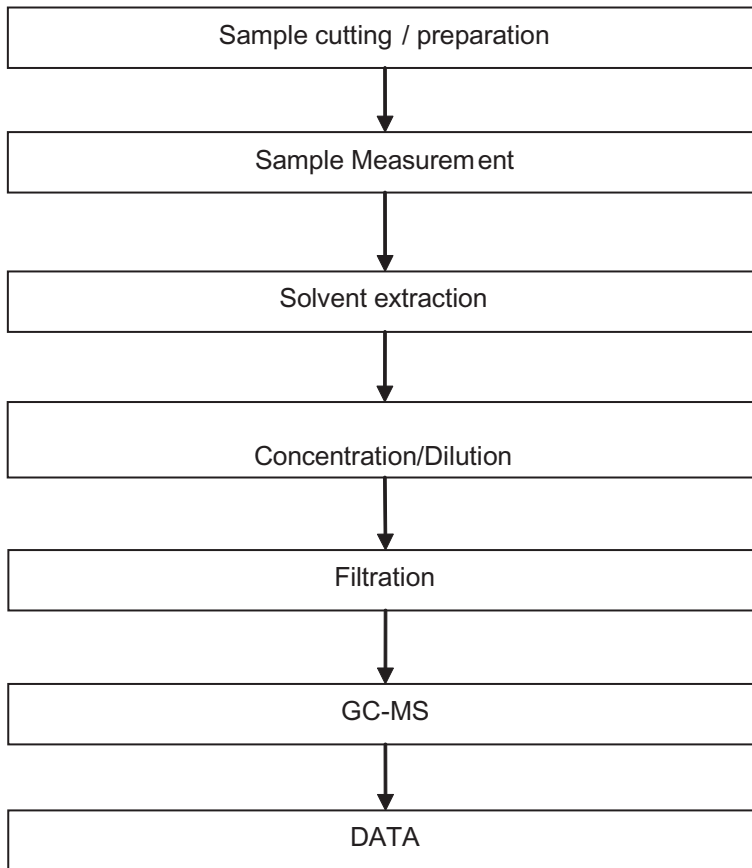 Sample cutting / preparation
Sample Measurement
Solvent extraction
Concentration/Dilution
Filtration
GC-MS
DATA